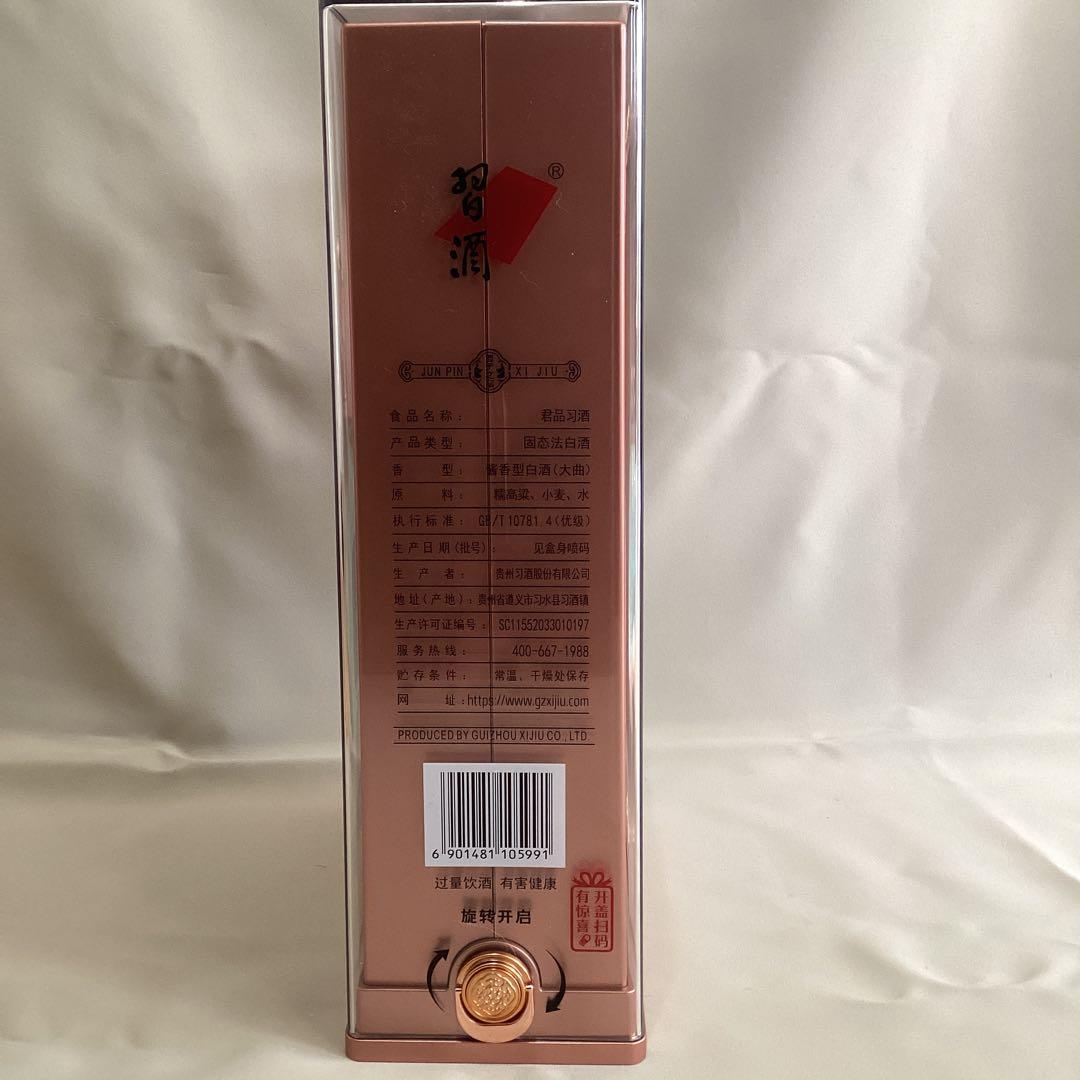 習酒
®
JUN PIN XI JIU
食品名称： 君品习酒
产品类型： 固态法白酒
香型： 酱香型白酒(大曲)
原料： 糯高粱、小麦、水
执行标准： GB/T 10781.4(优级)
生产日期(批号)： 见盒身喷码
生产者： 贵州习酒股份有限公司
地址(产地)：贵州省遵义市习水县习酒镇
生产许可证编号： SC11552033010197
服务热线： 400-667-1988
贮存条件： 常温、干燥处保存
网址：https://www.gzxijiu.com
PRODUCED BY GUIZHOU XIJIU CO., LTD
6 901481 105991
过量饮酒 有害健康
旋转开启
开盖扫码
有惊喜